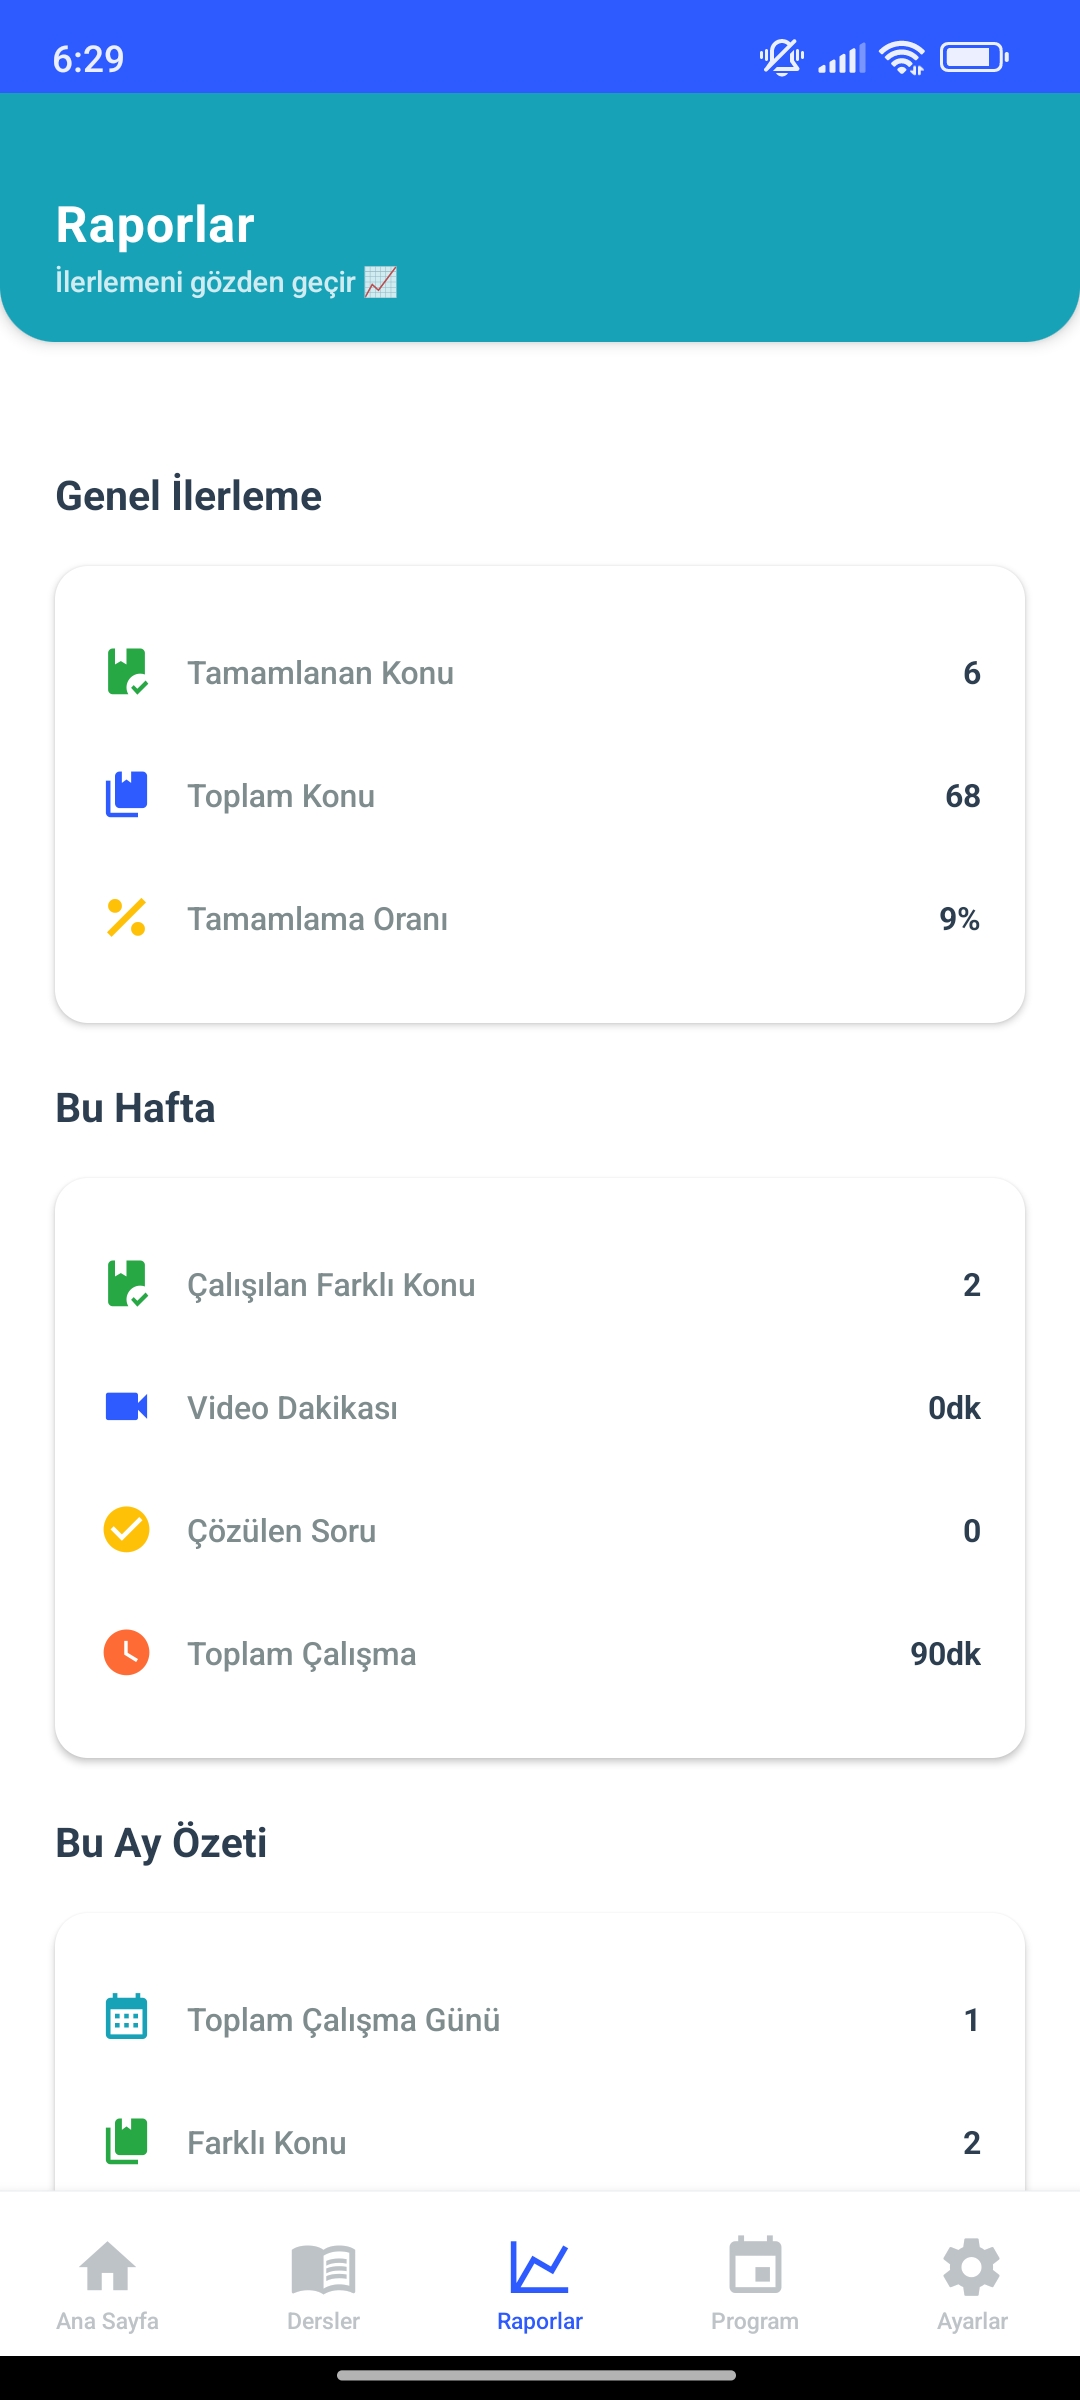 6:29
Raporlar
İlerlemeni gözden geçir
Genel İlerleme
Tamamlanan Konu 6
Toplam Konu 68
Tamamlama Oranı 9%
Bu Hafta
Çalışılan Farklı Konu 2
Video Dakikası 0dk
Çözülen Soru 0
Toplam Çalışma 90dk
Bu Ay Özeti
Toplam Çalışma Günü 1
Farklı Konu 2
Ana Sayfa Dersler Raporlar Program Ayarlar